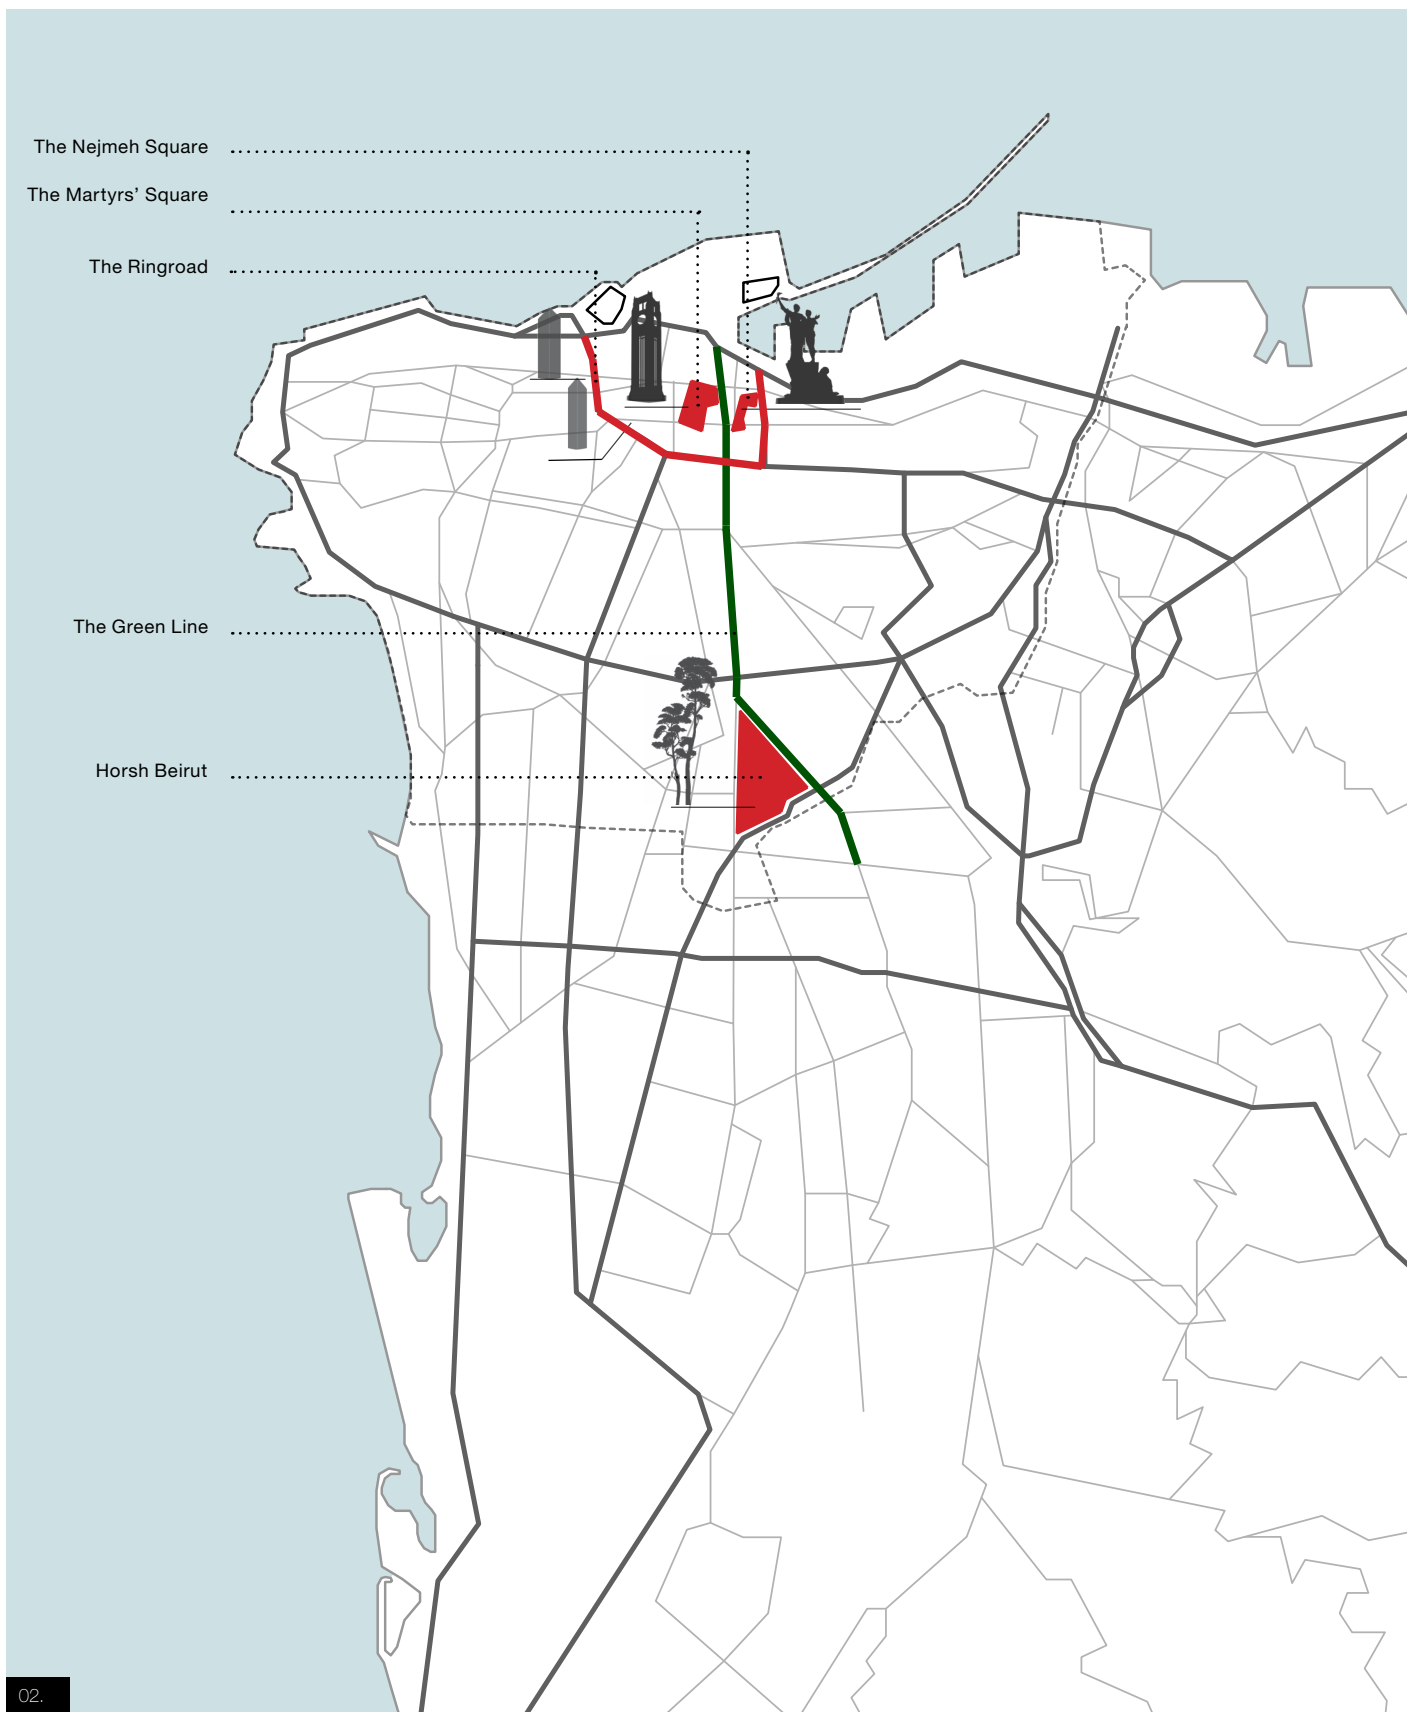 The Nejmeh Square
The Martyrs’ Square
The Ringroad
The Green Line
Horsh Beirut
02.